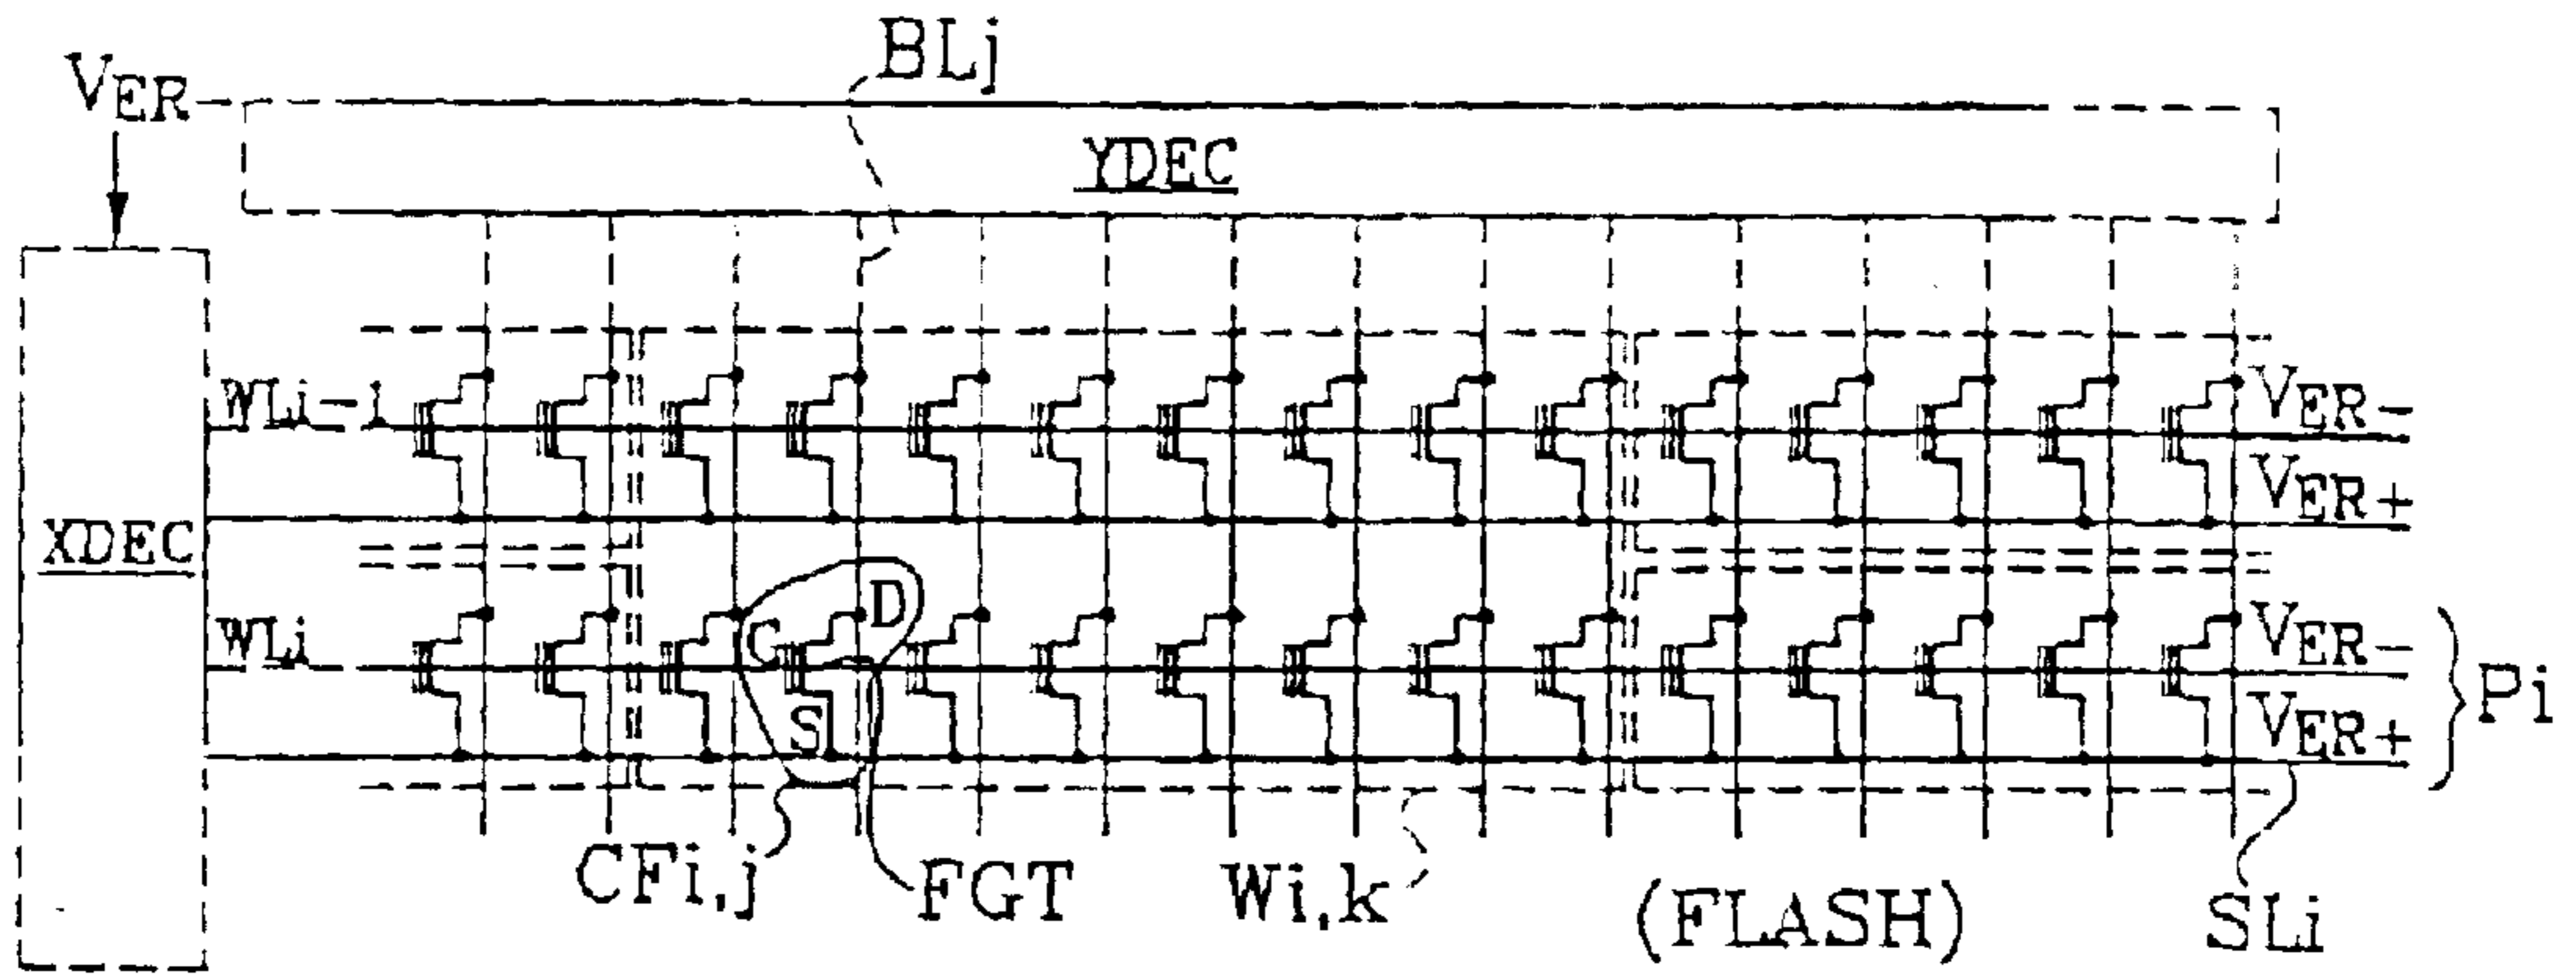 BLj
VER
YDEC
WLi-1
VER-
VER+
XDEC
D
C
WLi
VER-
S
VER+
Pi
CFi,j
FGT
Wi,k
(FLASH)
SLi